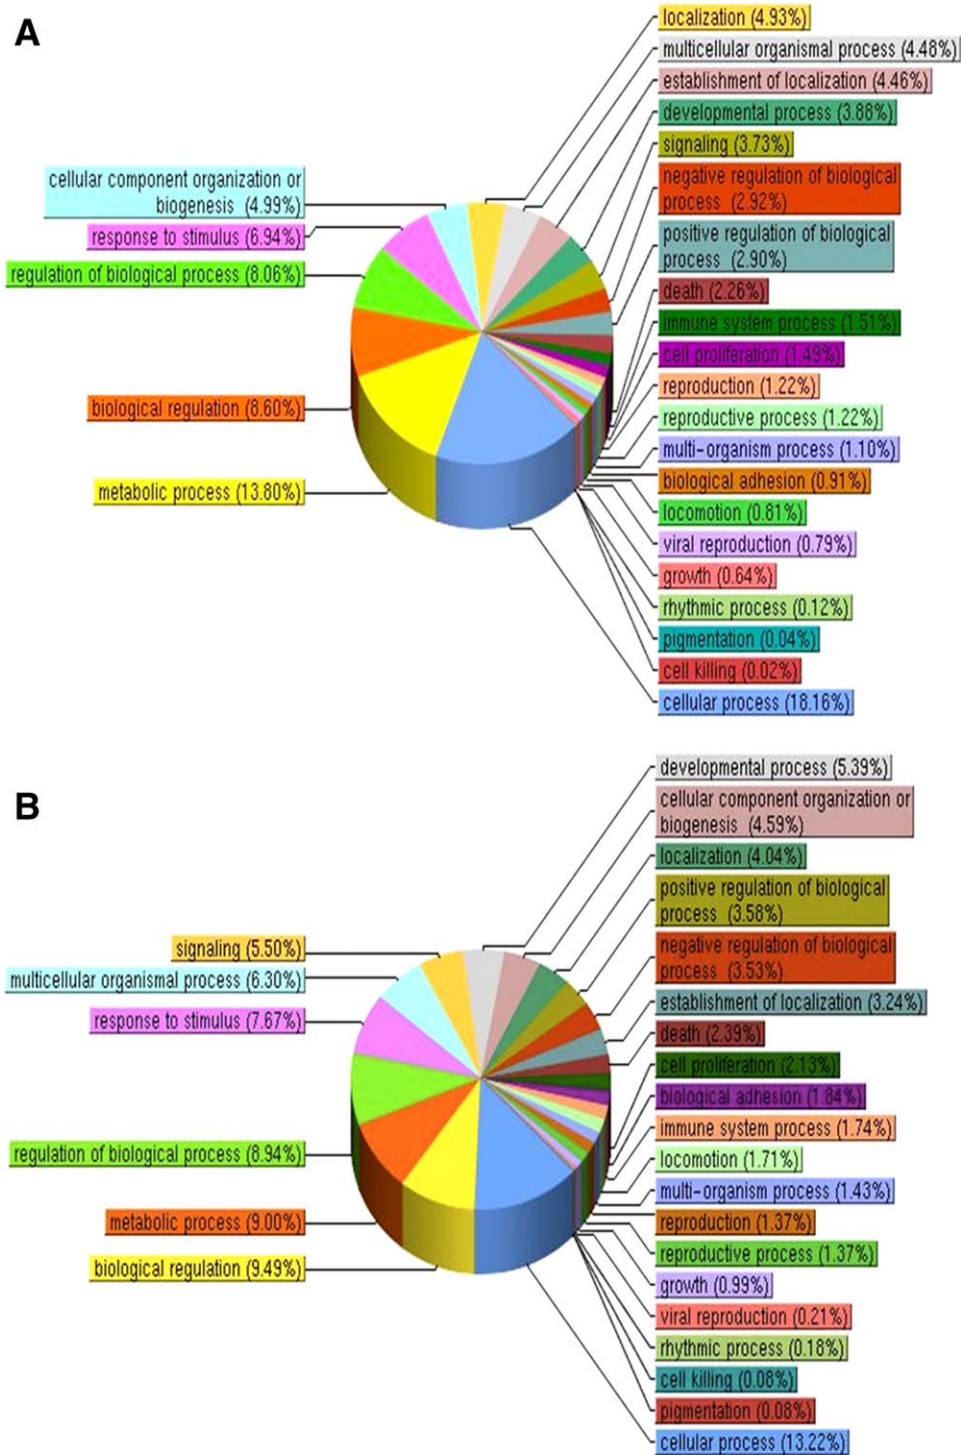 A
localization (4.93%)
multicellular organismal process (4.48%)
establishment of localization (4.46%)
developmental process (3.88%)
signaling (3.73%)
negative regulation of biological
process (2.92%)
positive regulation of biological
process (2.90%)
death (2.26%)
immune system process (1.51%)
cell proliferation (1.49%)
reproduction (1.22%)
reproductive process (1.22%)
multi-organism process (1.10%)
biological adhesion (0.91%)
locomotion (0.81%)
viral reproduction (0.79%)
growth (0.64%)
rhythmic process (0.12%)
pigmentation (0.04%)
cell killing (0.02%)
cellular process (18.16%)
cellular component organization or
biogenesis (4.99%)
response to stimulus (6.94%)
regulation of biological process (8.06%)
biological regulation (8.60%)
metabolic process (13.80%)
B
developmental process (5.39%)
cellular component organization or
biogenesis (4.59%)
localization (4.04%)
positive regulation of biological
process (3.58%)
negative regulation of biological
process (3.53%)
establishment of localization (3.24%)
death (2.39%)
cell proliferation (2.13%)
biological adhesion (1.84%)
immune system process (1.74%)
locomotion (1.71%)
multi-organism process (1.43%)
reproduction (1.37%)
reproductive process (1.37%)
growth (0.99%)
viral reproduction (0.21%)
rhythmic process (0.18%)
cell killing (0.08%)
pigmentation (0.08%)
cellular process (13.22%)
signaling (5.50%)
multicellular organismal process (6.30%)
response to stimulus (7.67%)
regulation of biological process (8.94%)
metabolic process (9.00%)
biological regulation (9.49%)